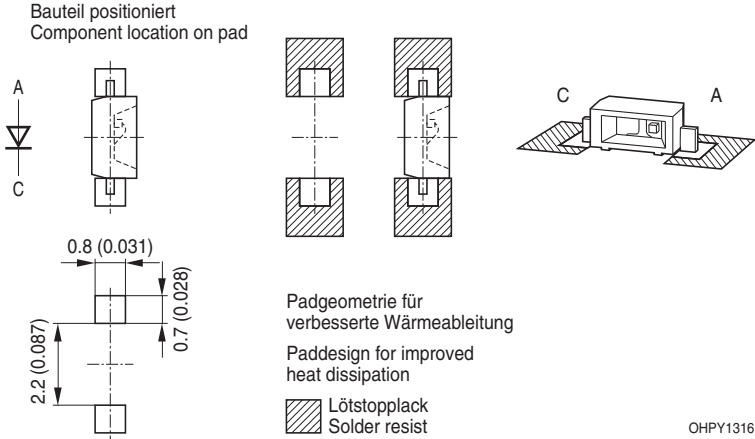 Bauteil positioniert
Component location on pad
A
C
C
A
0.8 (0.031)
0.7 (0.028)
2.2 (0.087)
Padgeometrie für
verbesserte Wärmeableitung
Paddesign for improved
heat dissipation
Lötstopplack
Solder resist
OHPY1316